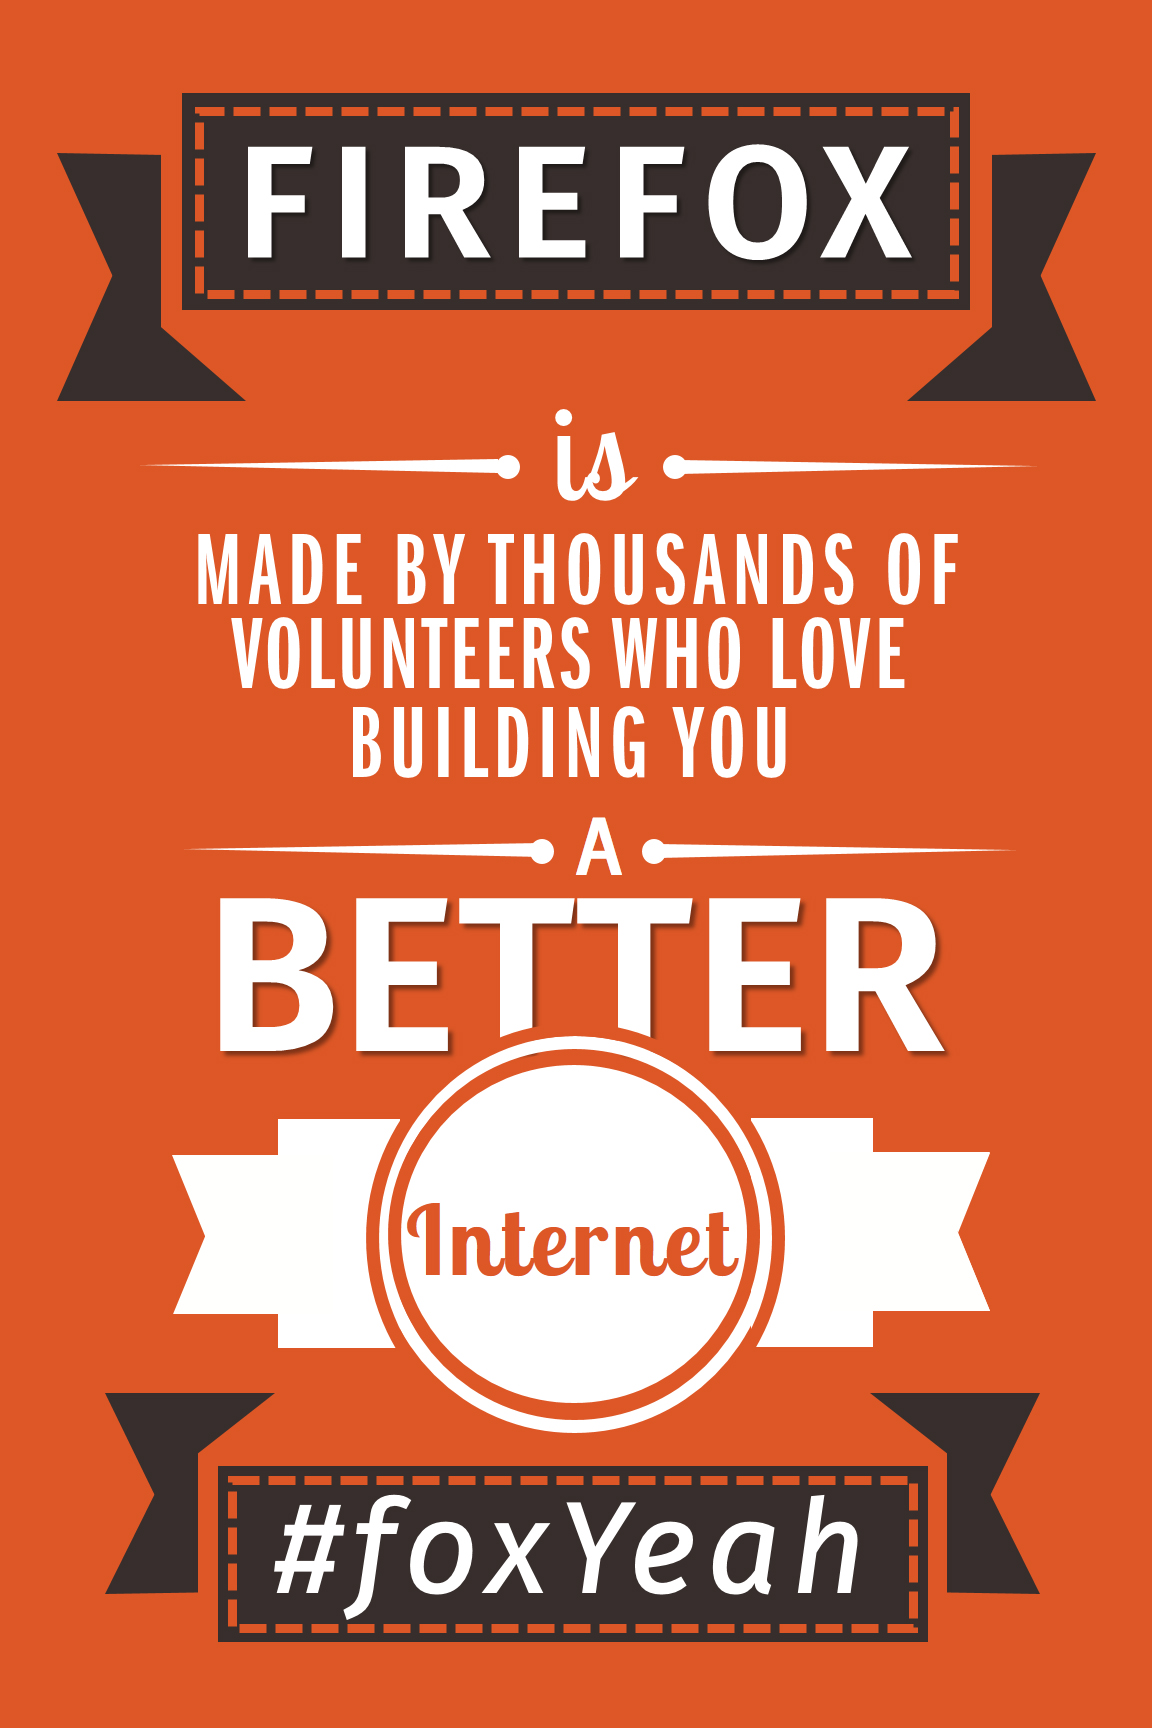 FIREFOX
is
MADE BY THOUSANDS OF
VOLUNTEERS WHO LOVE
BUILDING YOU
A
BETTER
Internet
#foxYeah